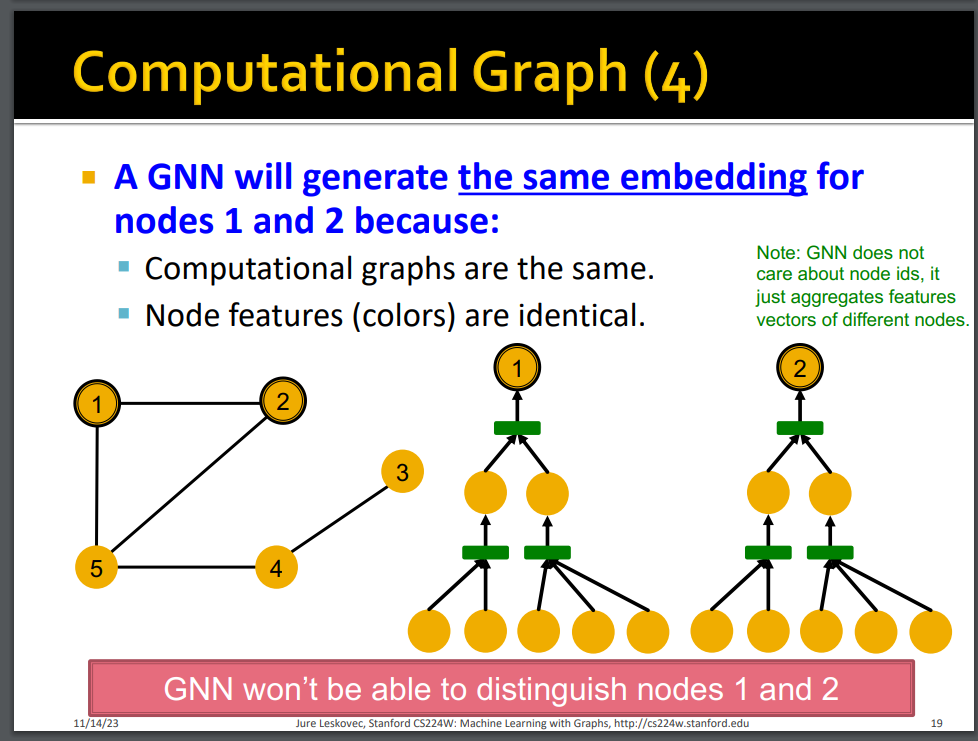 Computational Graph (4)
A GNN will generate the same embedding for
nodes 1 and 2 because:
Computational graphs are the same.
Node features (colors) are identical.
Note: GNN does not
care about node ids, it
just aggregates features
vectors of different nodes.
1
2
3
5
4
1
2
GNN won’t be able to distinguish nodes 1 and 2
11/14/23
Jure Leskovec, Stanford CS224W: Machine Learning with Graphs, http://cs224w.stanford.edu
19